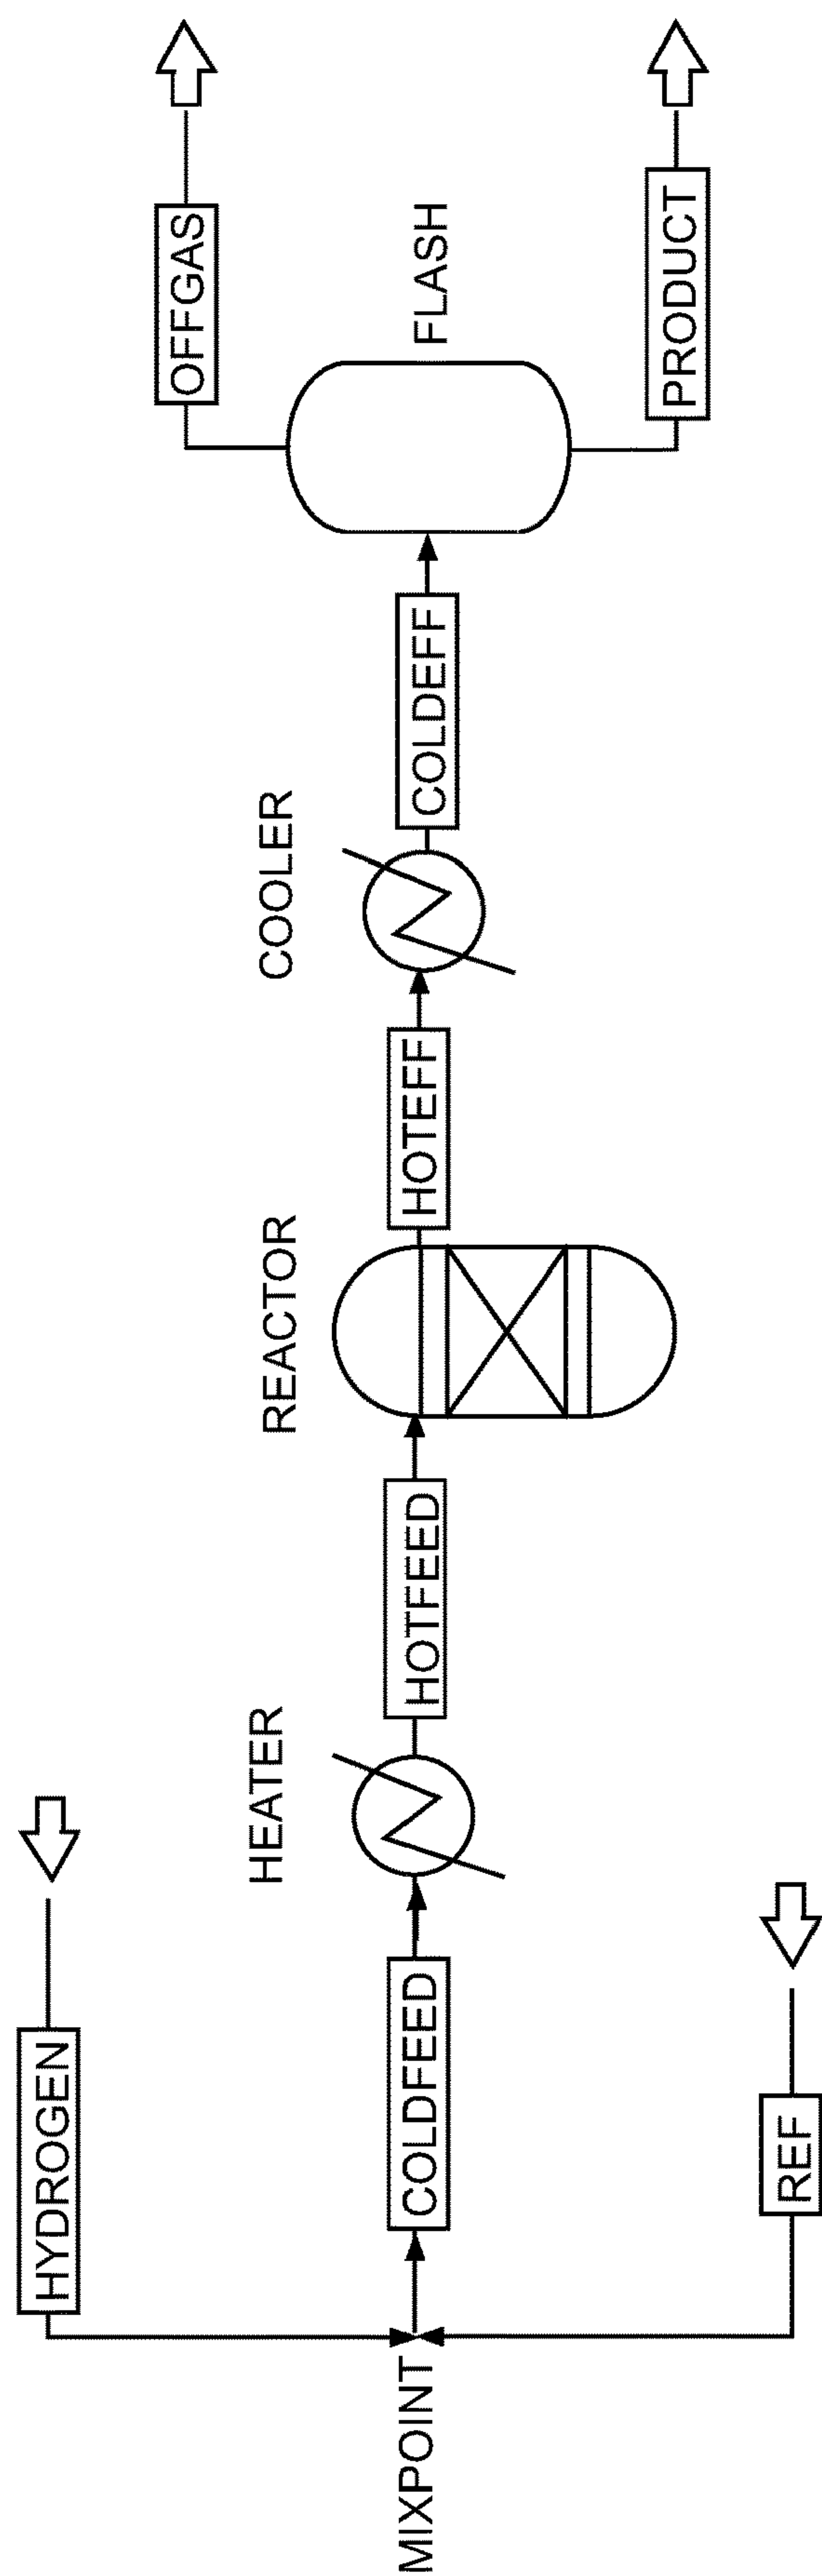 MIXPOINT
HYDROGEN
REF
COLDFEED
HEATER
HOTFEED
REACTOR
HOTEFF
COOLER
COLDEFF
FLASH
OFFGAS
PRODUCT